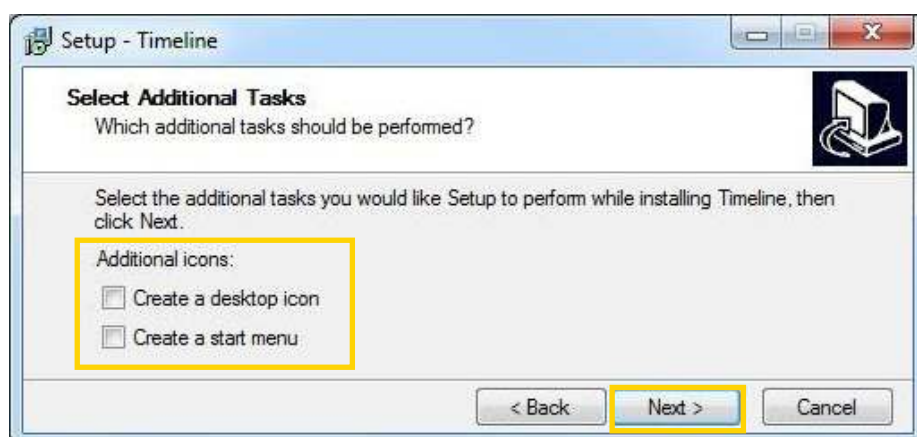 Setup - Timeline
Select Additional Tasks
Which additional tasks should be performed?
Select the additional tasks you would like Setup to perform while installing Timeline, then
click Next.
Additional icons:
Create a desktop icon
Create a start menu
< Back Next > Cancel